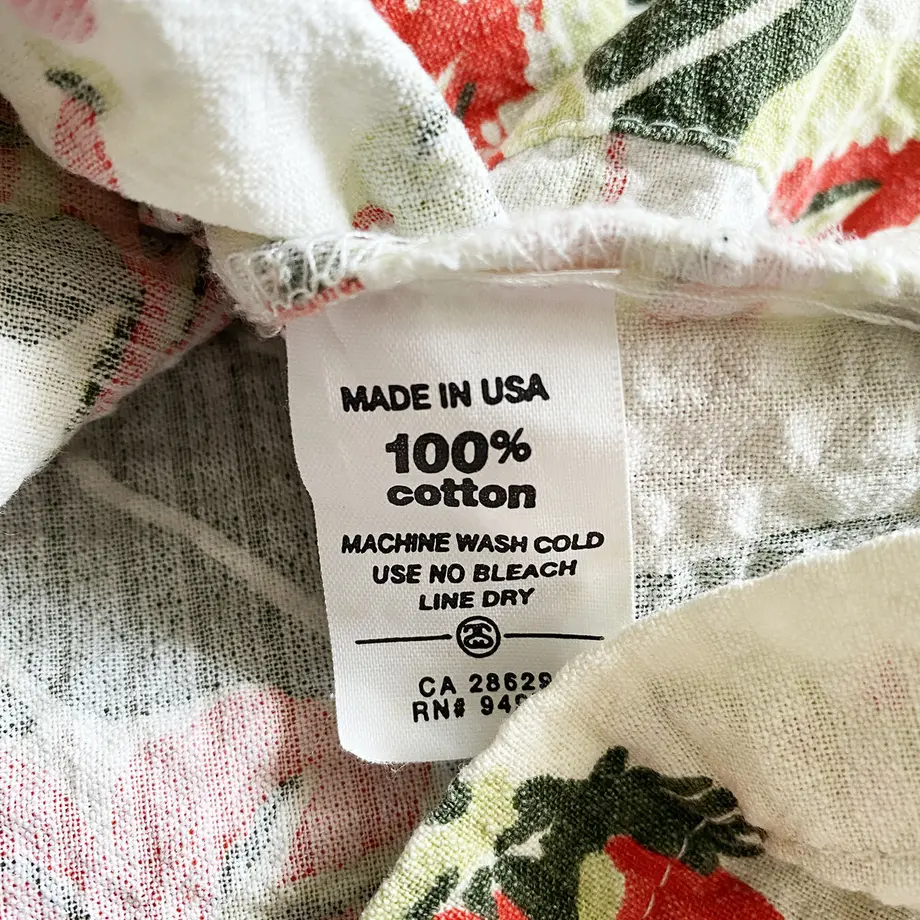 MADE IN USA
100%
cotton
MACHINE WASH COLD
USE NO BLEACH
LINE DRY
CA 28629
RN#